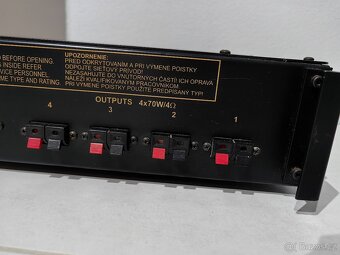 UPOZORNENIE:
D BEFORE OPENING. PRED ODKRYTOVANÍM A PRI VÝMENE POISTKY
S INSIDE REFER ODPOJTE SIEŤOVÝ PRÍVOD
VICE PERSONNEL. NEZASAHUJTE DO VNÚTORNÝCH ČASTÍ! ICH OPRAVA
ME TYPE AND RATING. NÁLEŽÍ KVALIFIKOVANÝM PRACOVNÍKOM.
PRI VÝMENE POISTKY POUŽITE PREDPÍSANÝ TYP!
OUTPUTS 4x70W/4Ω
4 3 2 1